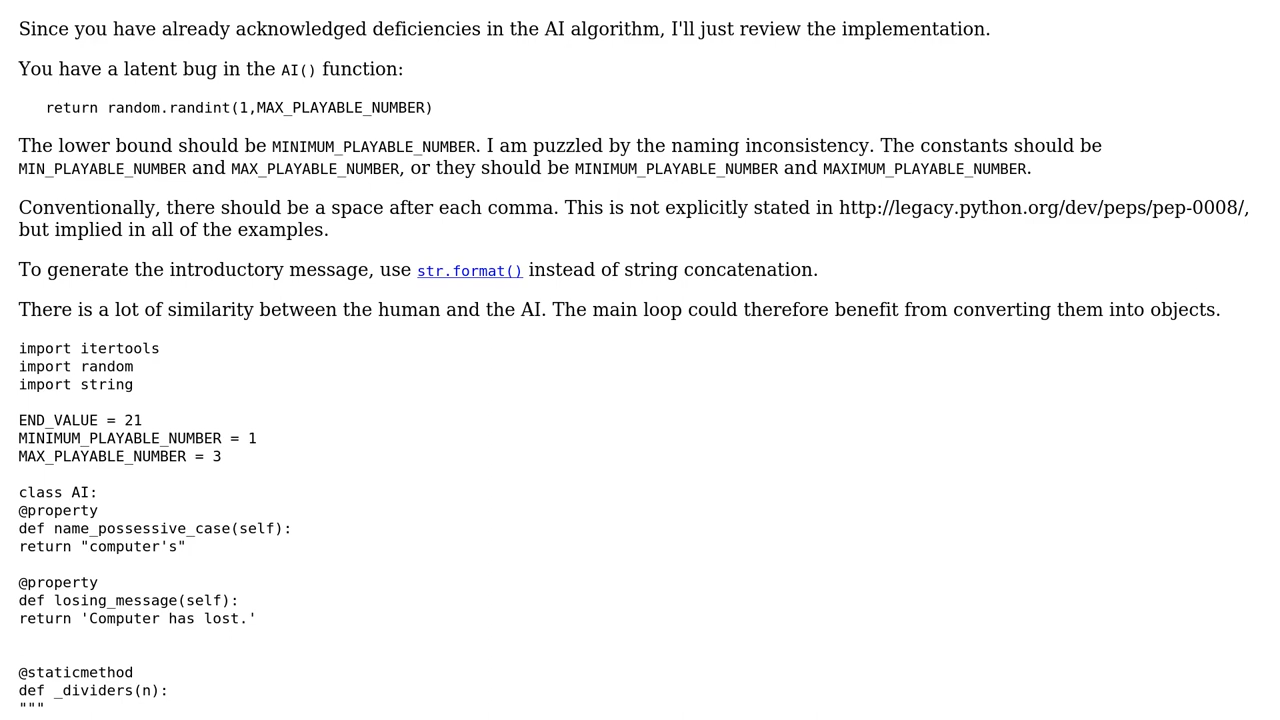 Since you have already acknowledged deficiencies in the AI algorithm, I'll just review the implementation.
You have a latent bug in the AI() function:
return random.randint(1,MAX_PLAYABLE_NUMBER)
The lower bound should be MINIMUM_PLAYABLE_NUMBER. I am puzzled by the naming inconsistency. The constants should be
MIN_PLAYABLE_NUMBER and MAX_PLAYABLE_NUMBER, or they should be MINIMUM_PLAYABLE_NUMBER and MAXIMUM_PLAYABLE_NUMBER.
Conventionally, there should be a space after each comma. This is not explicitly stated in http://legacy.python.org/dev/peps/pep-0008/,
but implied in all of the examples.
To generate the introductory message, use str.format() instead of string concatenation.
There is a lot of similarity between the human and the AI. The main loop could therefore benefit from converting them into objects.
import itertools
import random
import string
END_VALUE = 21
MINIMUM_PLAYABLE_NUMBER = 1
MAX_PLAYABLE_NUMBER = 3
class AI:
@property
def name_possessive_case(self):
return "computer's"
@property
def losing_message(self):
return 'Computer has lost.'
@staticmethod
def _dividers(n):
"""